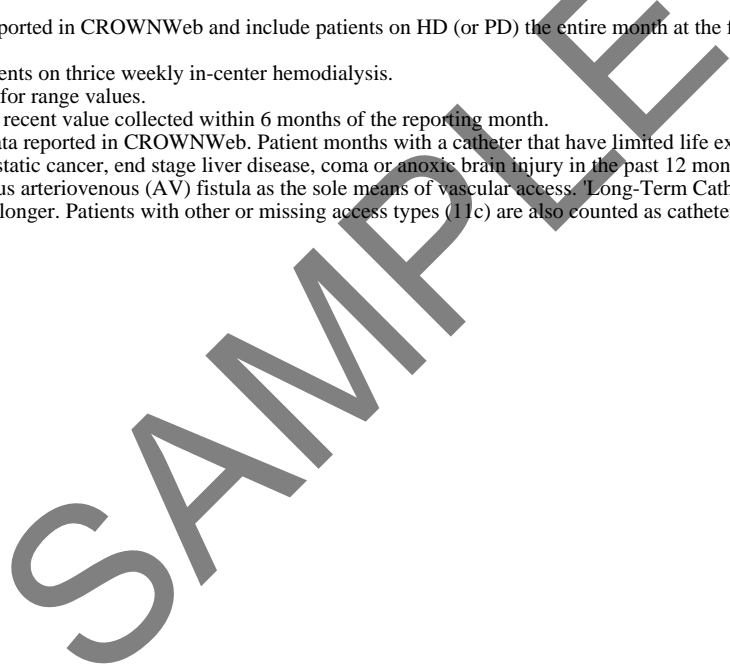 ported in CROWNWeb and include patients on HD (or PD) the entire month at the f
ents on thrice weekly in-center hemodialysis.
for range values.
recent value collected within 6 months of the reporting month.
ata reported in CROWNWeb. Patient months with a catheter that have limited life ex
static cancer, end stage liver disease, coma or anoxic brain injury in the past 12 mon
us arteriovenous (AV) fistula as the sole means of vascular access. 'Long-Term Cath
longer. Patients with other or missing access types (11c) are also counted as cathete
SAMPLE